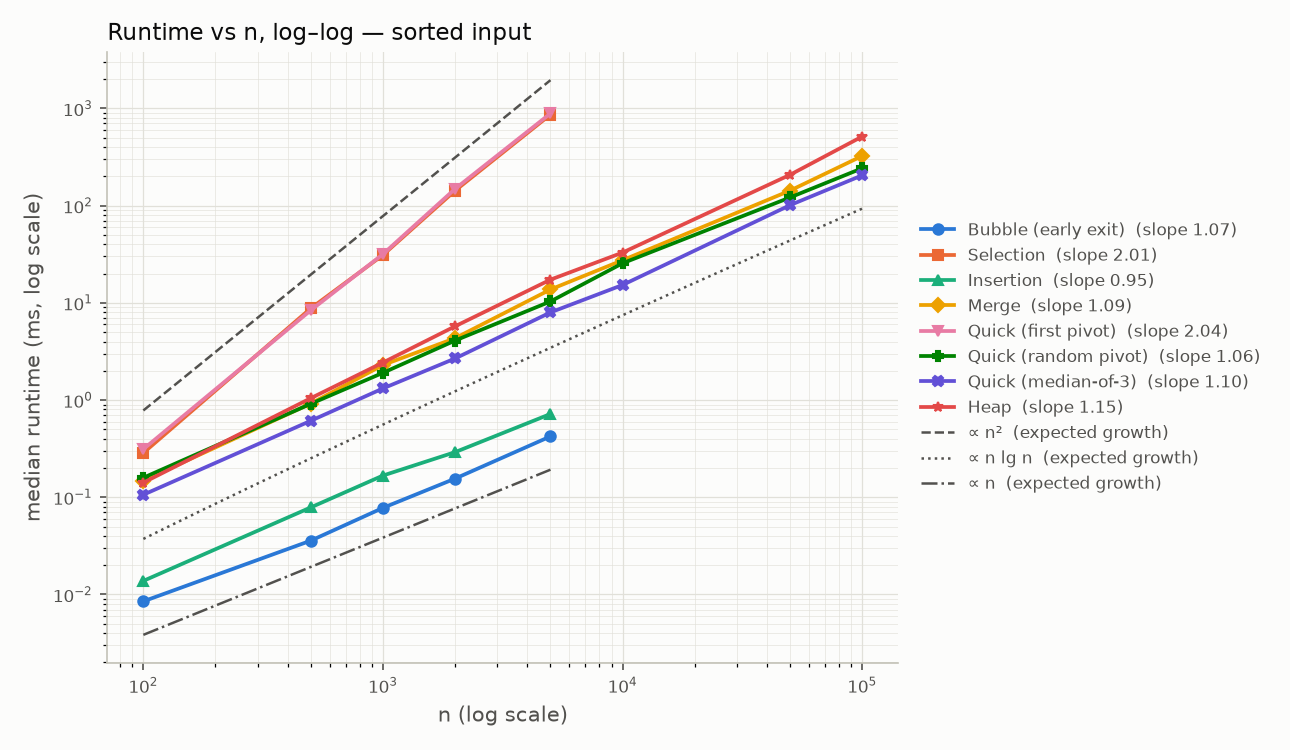 Runtime vs n, log–log — sorted input
median runtime (ms, log scale)
10³
10²
10¹
10⁰
10⁻¹
10⁻²
10² 10³ 10⁴ 10⁵
n (log scale)
Bubble (early exit) (slope 1.07)
Selection (slope 2.01)
Insertion (slope 0.95)
Merge (slope 1.09)
Quick (first pivot) (slope 2.04)
Quick (random pivot) (slope 1.06)
Quick (median-of-3) (slope 1.10)
Heap (slope 1.15)
∝ n² (expected growth)
∝ n lg n (expected growth)
∝ n (expected growth)